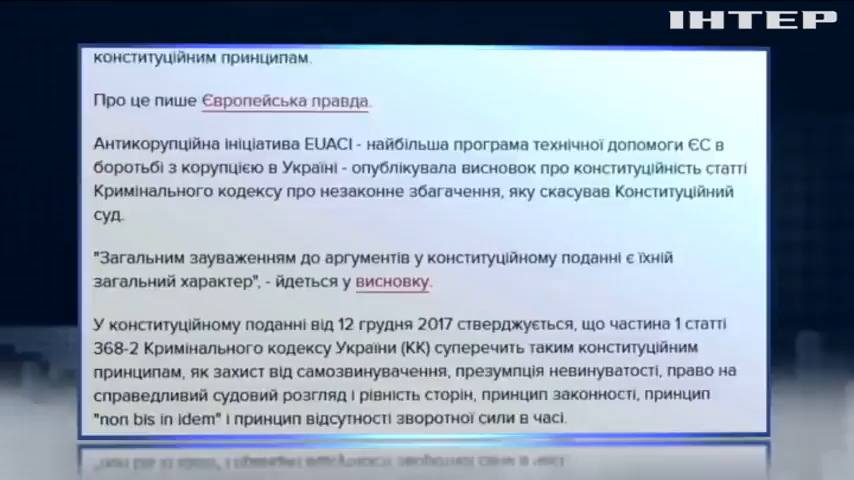 ІНТЕР
конституційним принципам.
Про це пише Європейська правда.
Антикорупційна ініціатива EUACI - найбільша програма технічної допомоги ЄС в
боротьбі з корупцією в Україні - опублікувала висновок про конституційність статті
Кримінального кодексу про незаконне збагачення, яку скасував Конституційний
суд.
"Загальним зауваженням до аргументів у конституційному поданні є їхній
загальний характер", - йдеться у висновку.
У конституційному поданні від 12 грудня 2017 стверджується, що частина 1 статті
368-2 Кримінального кодексу України (КК) суперечить таким конституційним
принципам, як захист від самозвинувачення, презумпція невинуватості, право на
справедливий судовий розгляд і рівність сторін, принцип законності, принцип
"non bis in idem" і принцип відсутності зворотної сили в часі.